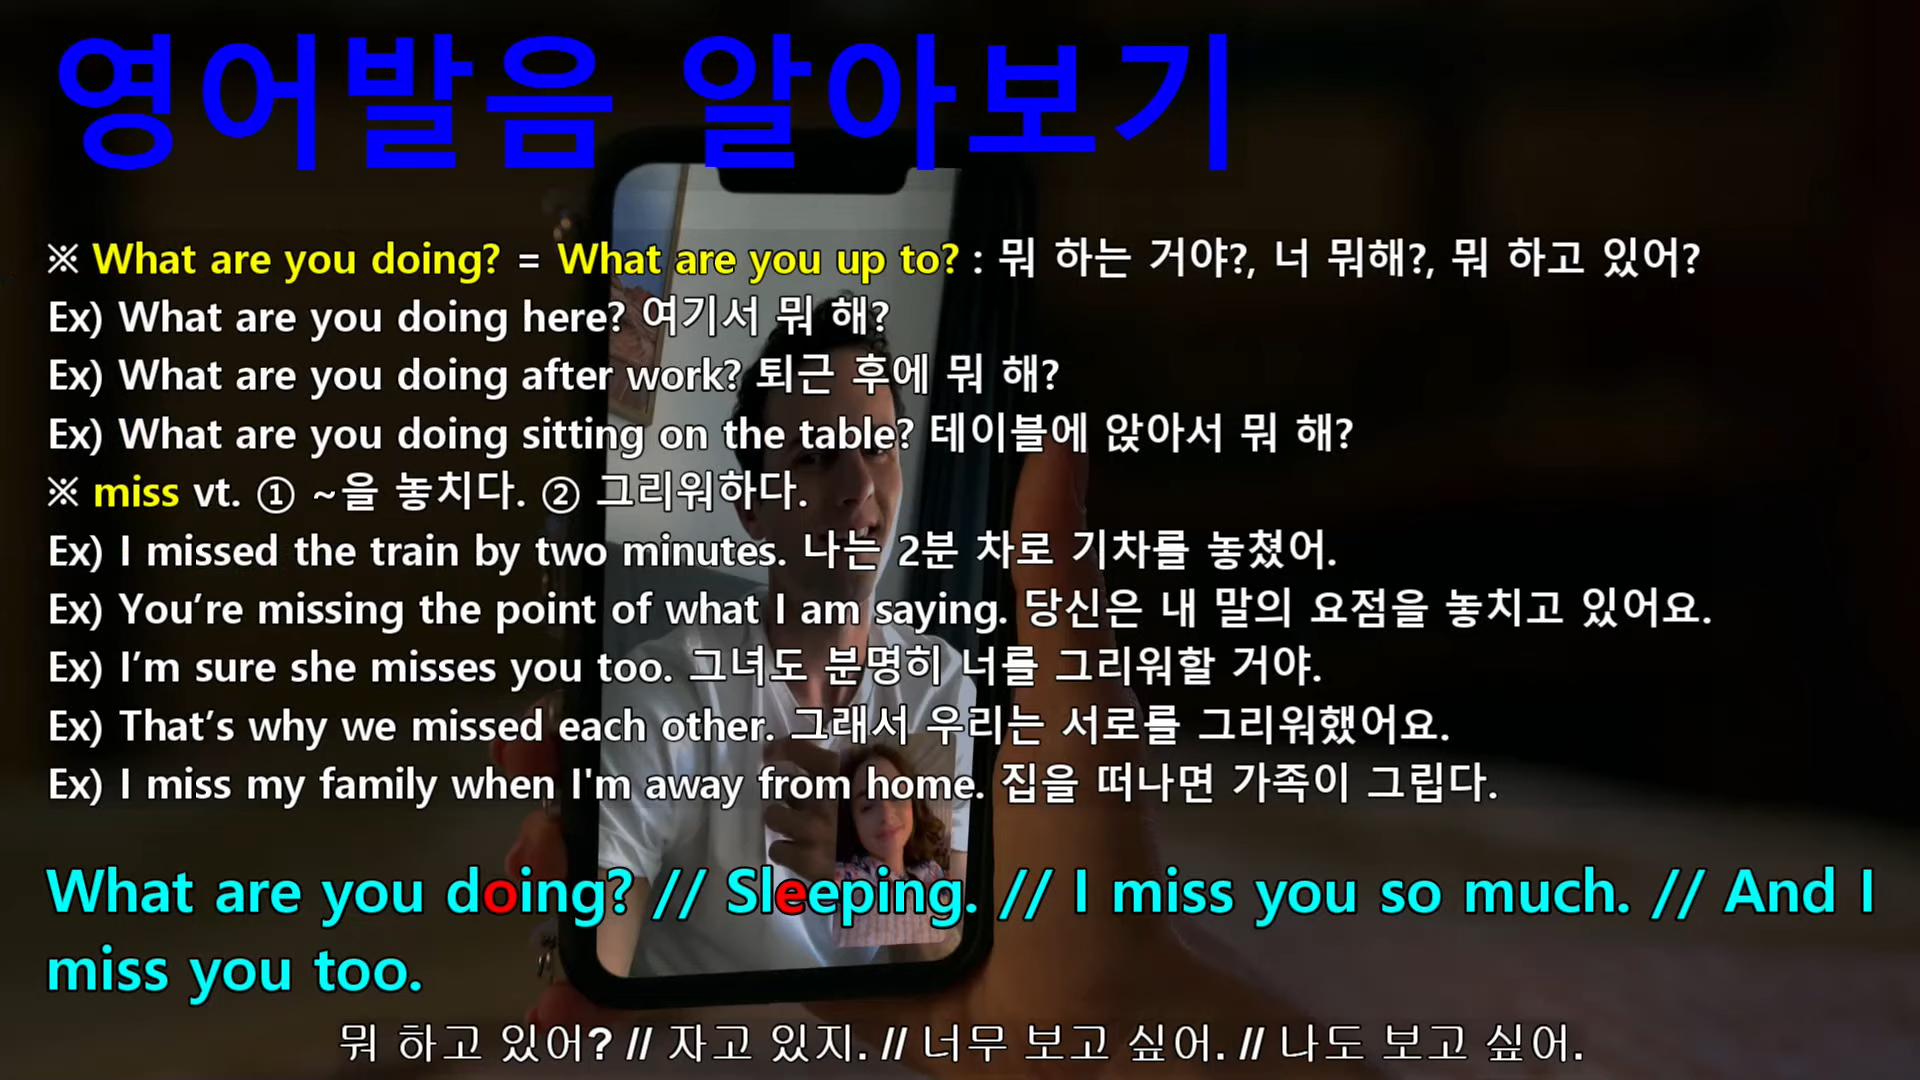 영어발음 알아보기
※ What are you doing? = What are you up to? : 뭐 하는 거야?, 너 뭐해?, 뭐 하고 있어?
Ex) What are you doing here? 여기서 뭐 해?
Ex) What are you doing after work? 퇴근 후에 뭐 해?
Ex) What are you doing sitting on the table? 테이블에 앉아서 뭐 해?
※ miss vt. ① ~을 놓치다. ② 그리워하다.
Ex) I missed the train by two minutes. 나는 2분 차로 기차를 놓쳤어.
Ex) You’re missing the point of what I am saying. 당신은 내 말의 요점을 놓치고 있어요.
Ex) I’m sure she misses you too. 그녀도 분명히 너를 그리워할 거야.
Ex) That’s why we missed each other. 그래서 우리는 서로를 그리워했어요.
Ex) I miss my family when I'm away from home. 집을 떠나면 가족이 그립다.
What are you doing? // Sleeping. // I miss you so much. // And I
miss you too.
뭐 하고 있어? // 자고 있지. // 너무 보고 싶어. // 나도 보고 싶어.